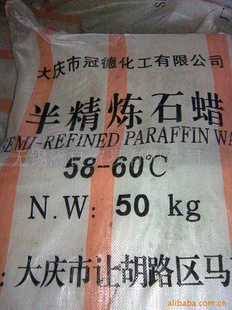 大庆市冠德化工有限公司
半精炼石蜡
SEMI-REFINED PARAFFIN WA
58-60℃
N.W: 50 kg
: 大庆市让胡路区马
alibaba.com.cn